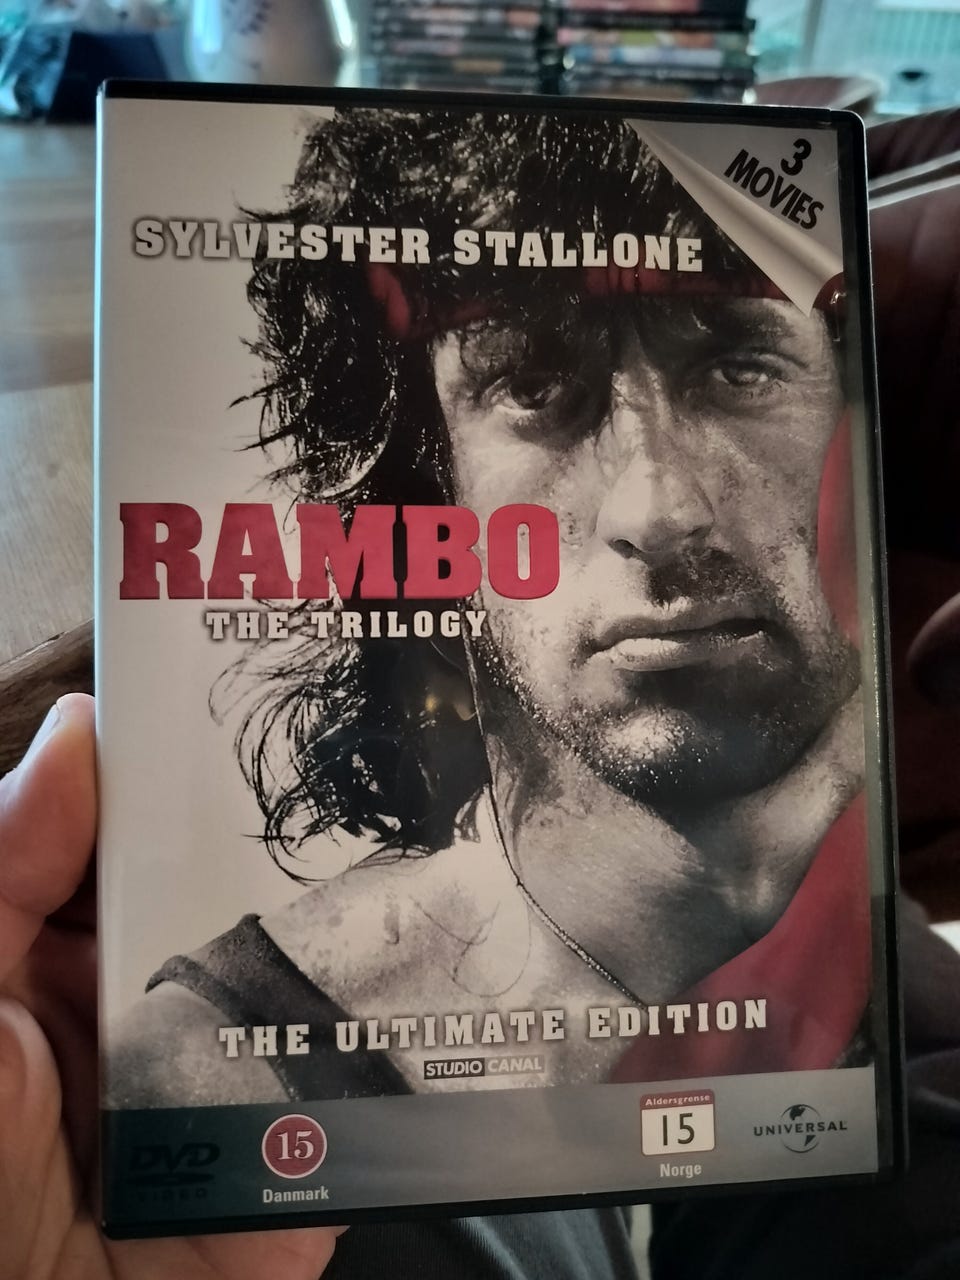 3
MOVIES
SYLVESTER STALLONE
RAMBO
THE TRILOGY
THE ULTIMATE EDITION
STUDIO CANAL
DVD
VIDEO
15
Danmark
Aldersgrense
15
Norge
UNIVERSAL